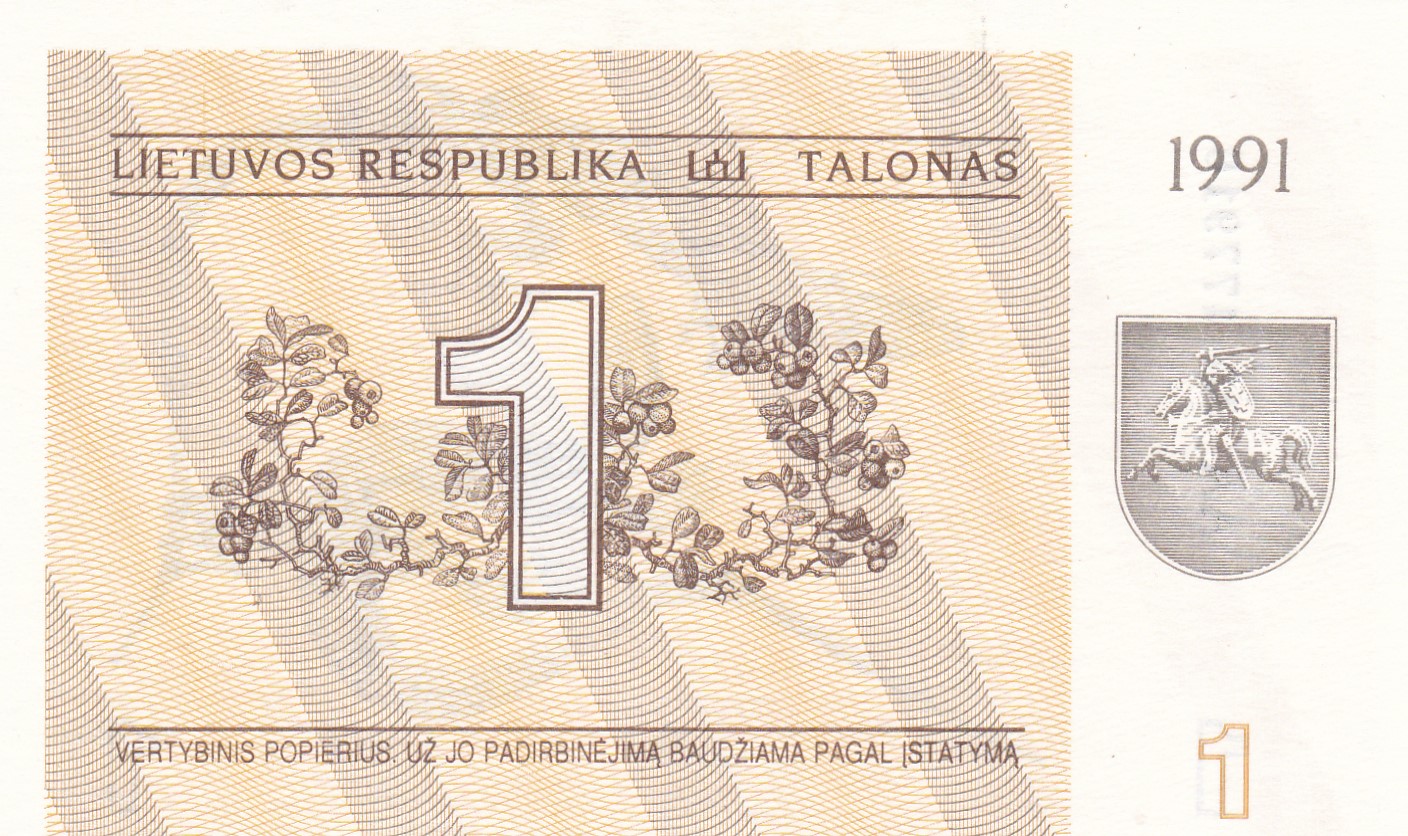 LIETUVOS RESPUBLIKA TALONAS
1991
1
VERTYBINIS POPIERIUS. UŽ JO PADIRBINĖJIMĄ BAUDŽIAMA PAGAL ĮSTATYMĄ
1